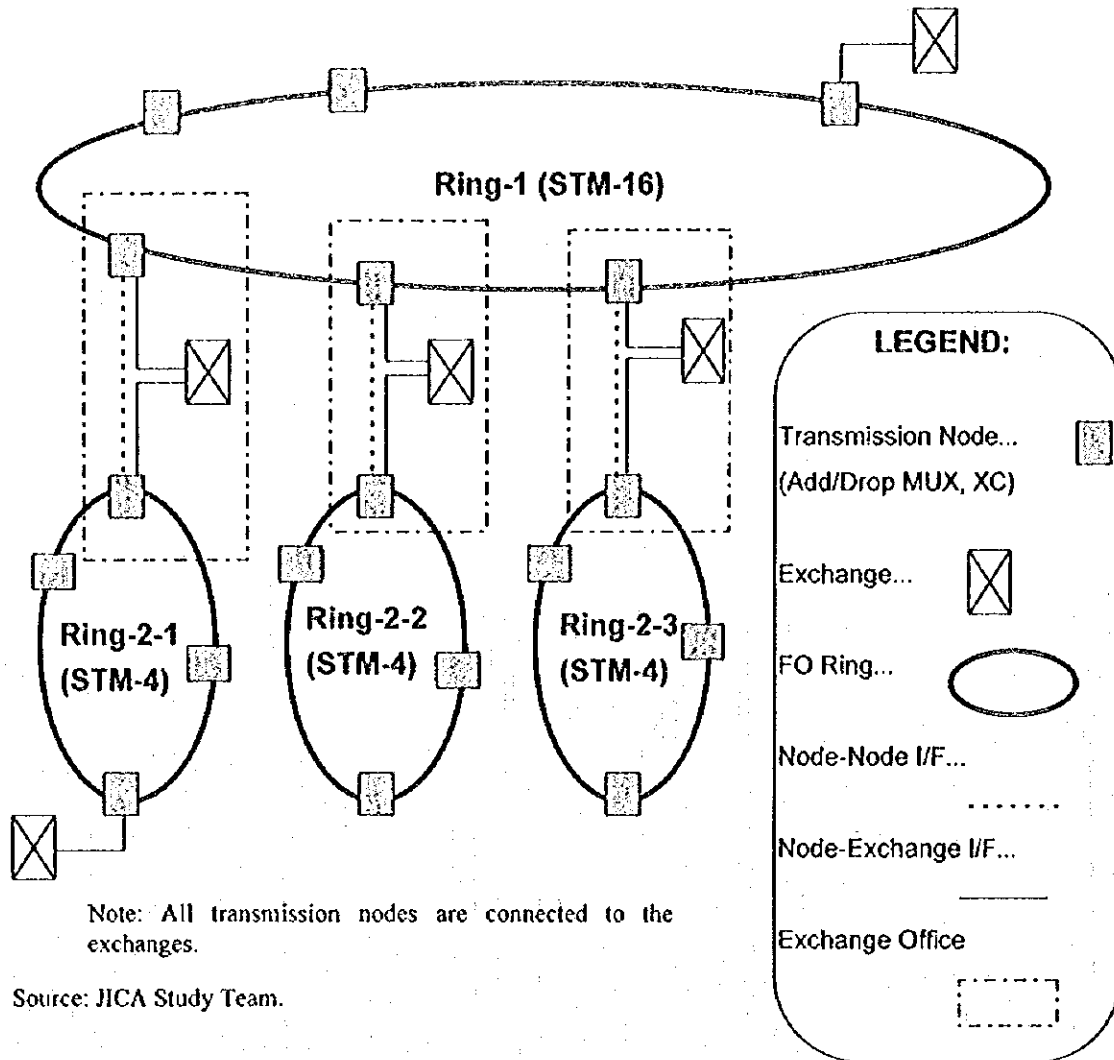 Ring-1 (STM-16)
Ring-2-1
(STM-4)
Ring-2-2
(STM-4)
Ring-2-3
(STM-4)
LEGEND:
Transmission Node...
(Add/Drop MUX, XC)
Exchange...
FO Ring...
Node-Node I/F...
Node-Exchange I/F...
Exchange Office
Note: All transmission nodes are connected to the
exchanges.
Source: JICA Study Team.